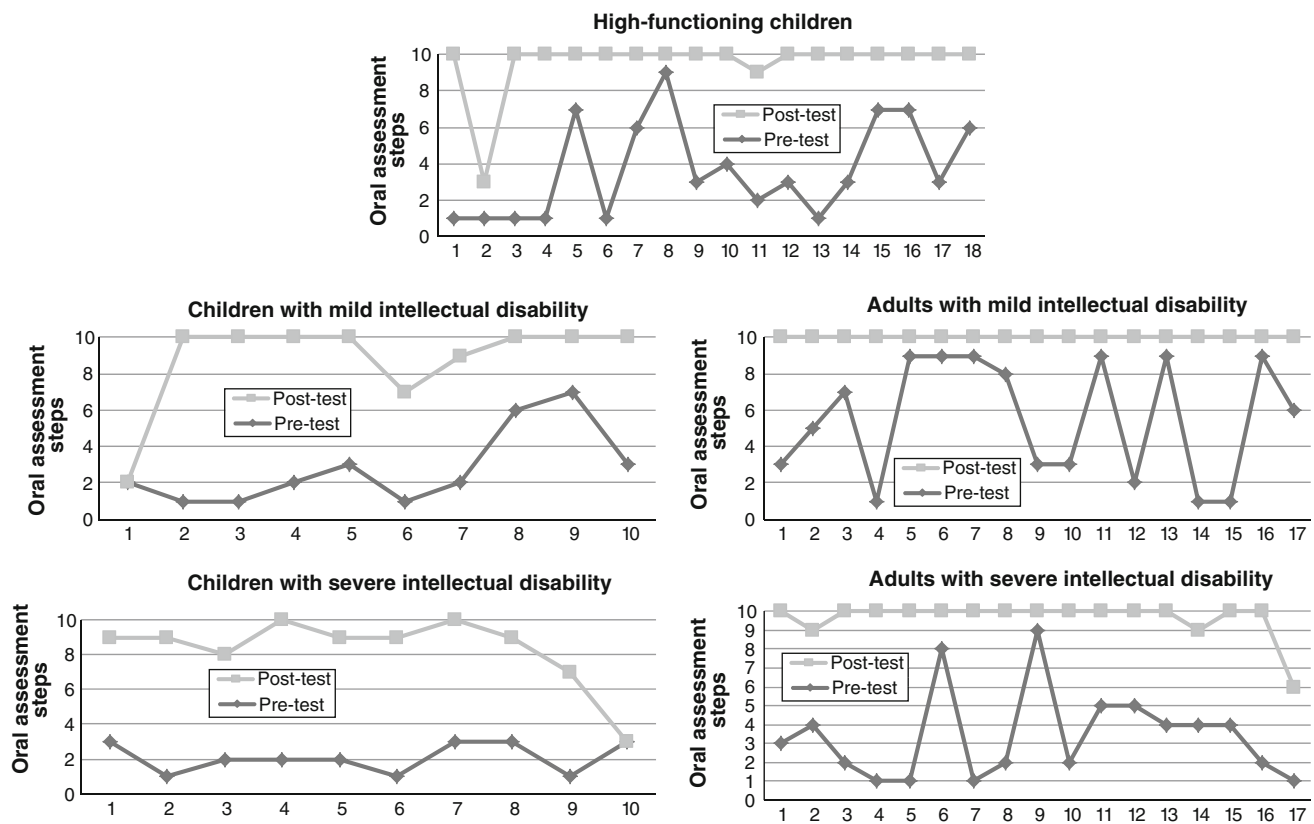 High-functioning children
Oral assessment
steps
10
8
6
4
2
0
Post-test
Pre-test
1 2 3 4 5 6 7 8 9 10 11 12 13 14 15 16 17 18
Children with mild intellectual disability
Oral assessment
steps
10
8
6
4
2
0
Post-test
Pre-test
1 2 3 4 5 6 7 8 9 10
Adults with mild intellectual disability
Oral assessment
steps
10
8
6
4
2
0
Post-test
Pre-test
1 2 3 4 5 6 7 8 9 10 11 12 13 14 15 16 17
Children with severe intellectual disability
Oral assessment
steps
10
8
6
4
2
0
Post-test
Pre-test
1 2 3 4 5 6 7 8 9 10
Adults with severe intellectual disability
Oral assessment
steps
10
9
8
7
6
5
4
3
2
1
0
Post-test
Pre-test
1 2 3 4 5 6 7 8 9 10 11 12 13 14 15 16 17